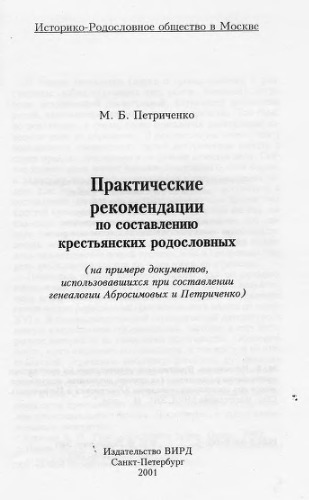 Историко-Родословное общество в Москве
М. Б. Петриченко
Практические
рекомендации
по составлению
крестьянских родословных
(на примере документов,
использовавшихся при составлении
генеалогии Абросимовых и Петриченко)
Издательство ВИРД
Санкт-Петербург
2001